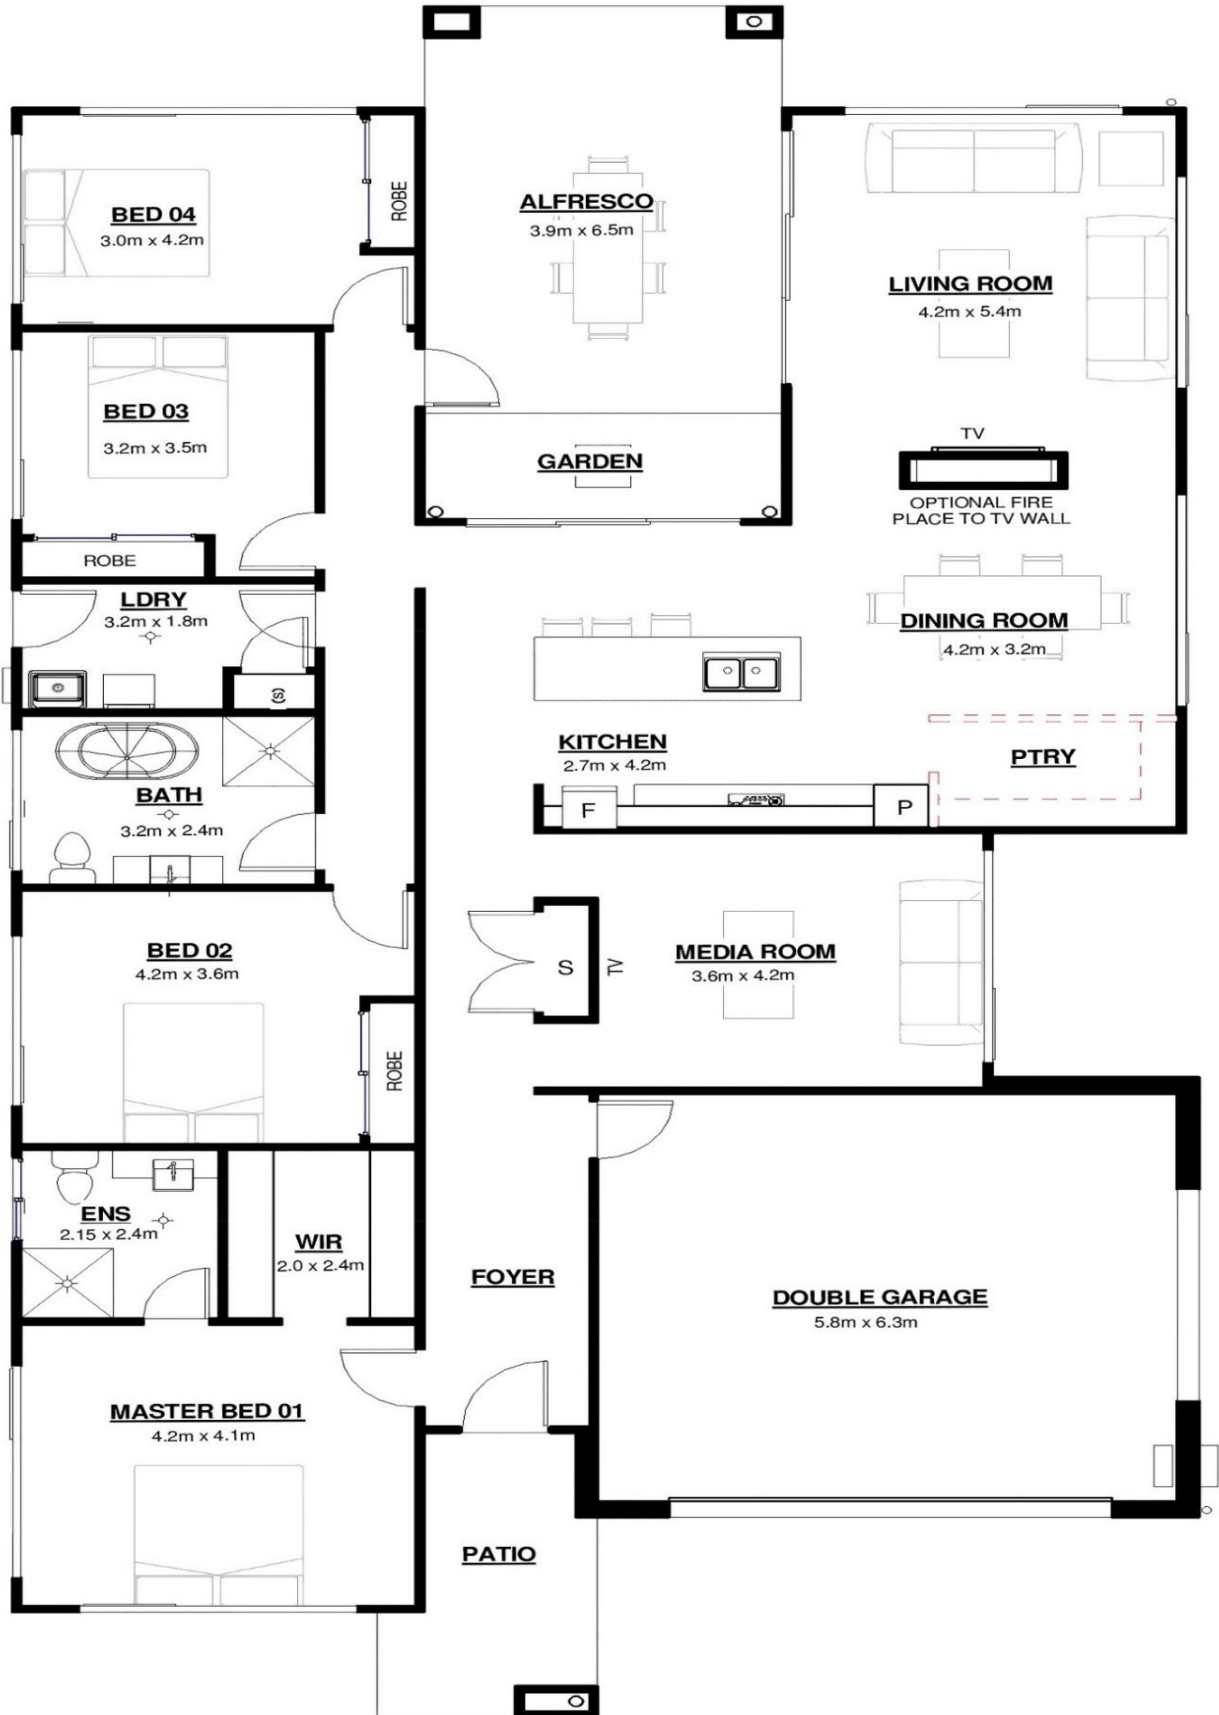 BED 04
3.0m x 4.2m
ROBE
ALFRESCO
3.9m x 6.5m
LIVING ROOM
4.2m x 5.4m
BED 03
3.2m x 3.5m
ROBE
GARDEN
TV
OPTIONAL FIRE
PLACE TO TV WALL
LDRY
3.2m x 1.8m
(S)
DINING ROOM
4.2m x 3.2m
KITCHEN
2.7m x 4.2m
PTRY
BATH
3.2m x 2.4m
F
P
BED 02
4.2m x 3.6m
ROBE
S
TV
MEDIA ROOM
3.6m x 4.2m
ENS
2.15 x 2.4m
WIR
2.0 x 2.4m
FOYER
DOUBLE GARAGE
5.8m x 6.3m
MASTER BED 01
4.2m x 4.1m
PATIO